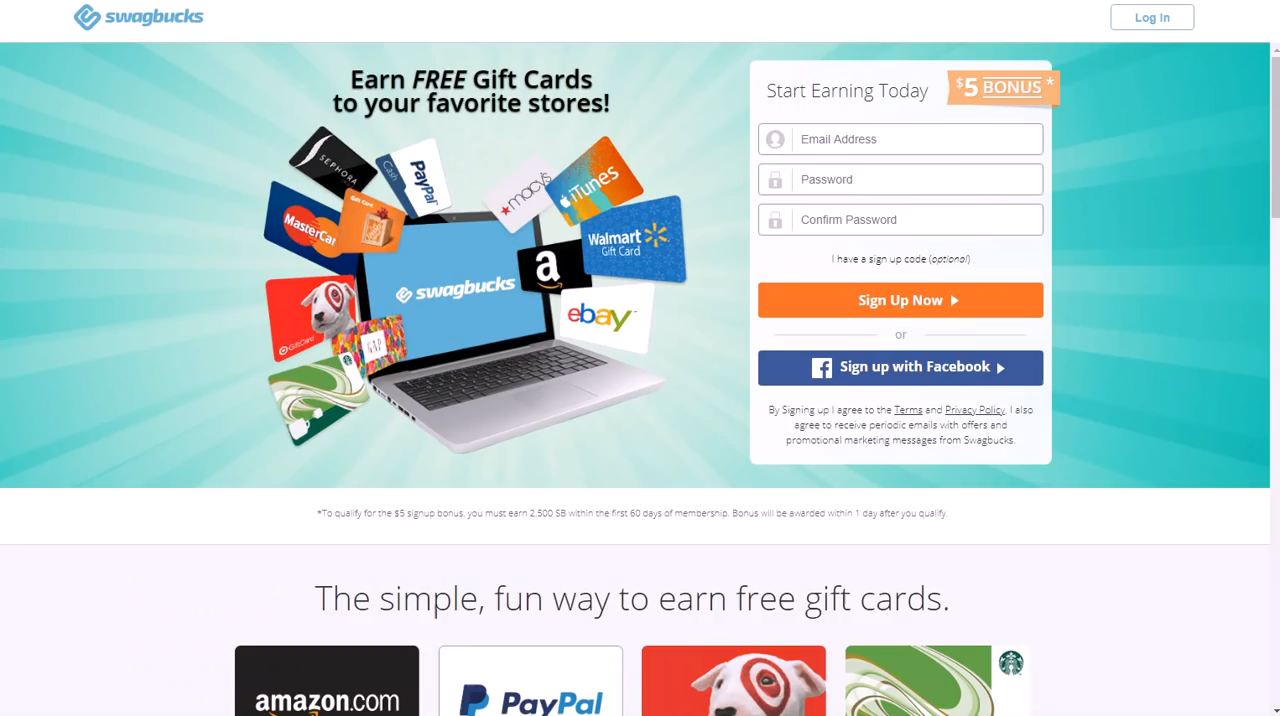 swagbucks
Log In
Earn FREE Gift Cards
to your favorite stores!
SEPHORA
Cash
PayPal
macy's
iTunes
MasterCar
Gift Card
Walmart
Gift Card
a
swagbucks
ebay
GiftCard
GAP
Start Earning Today
$5 BONUS *
Email Address
Password
Confirm Password
I have a sign up code (optional)
Sign Up Now
or
Sign up with Facebook
By Signing up I agree to the Terms and Privacy Policy. I also
agree to receive periodic emails with offers and
promotional marketing messages from Swagbucks.
*To qualify for the $5 signup bonus, you must earn 2,500 SB within the first 60 days of membership. Bonus will be awarded within 1 day after you qualify.
The simple, fun way to earn free gift cards.
amazon.com
PayPal